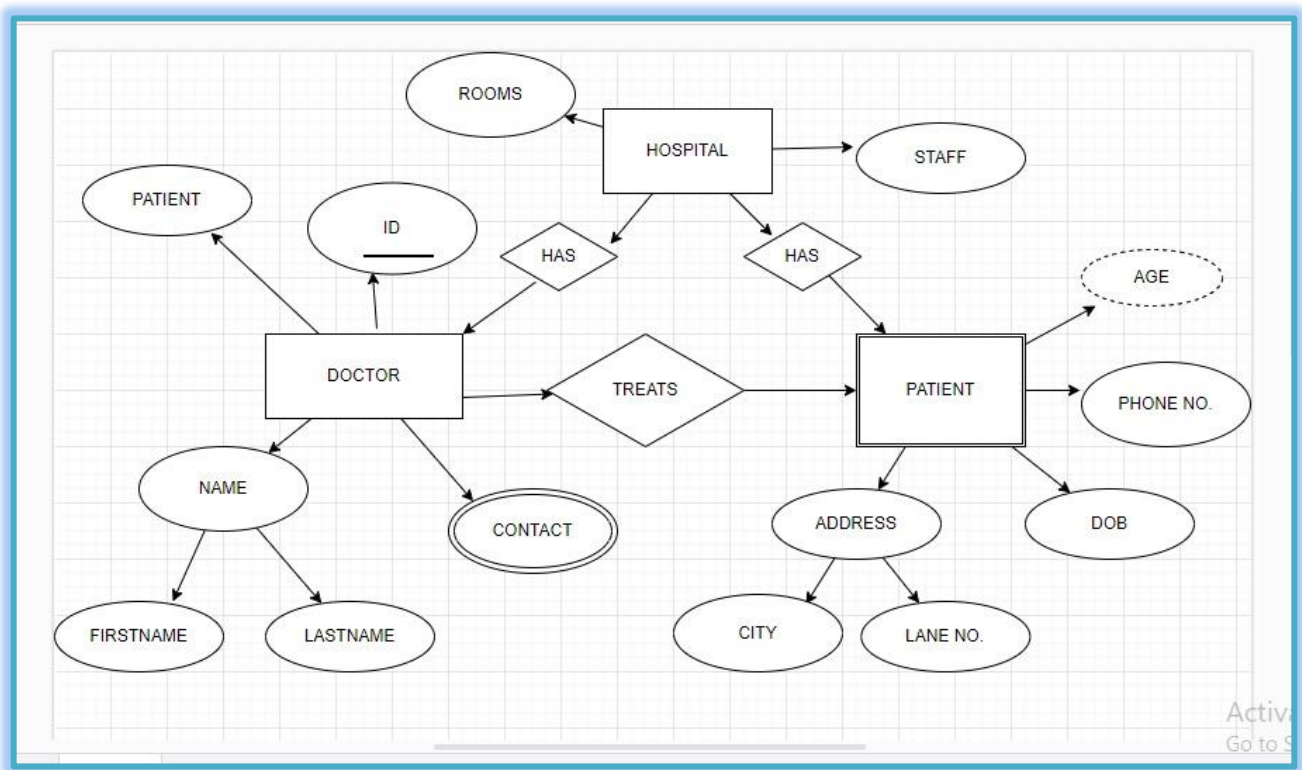 ROOMS
HOSPITAL
STAFF
PATIENT
ID
HAS
HAS
AGE
DOCTOR
TREATS
PATIENT
PHONE NO.
NAME
CONTACT
ADDRESS
DOB
FIRSTNAME
LASTNAME
CITY
LANE NO.
Activ
Go to S